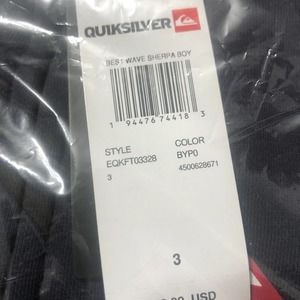 QUIKSILVER
BEST WAVE SHERPA BOY
1 94476 74418 3
STYLE COLOR
EQKFT03328 BYP0
3 4500628671
3
USD